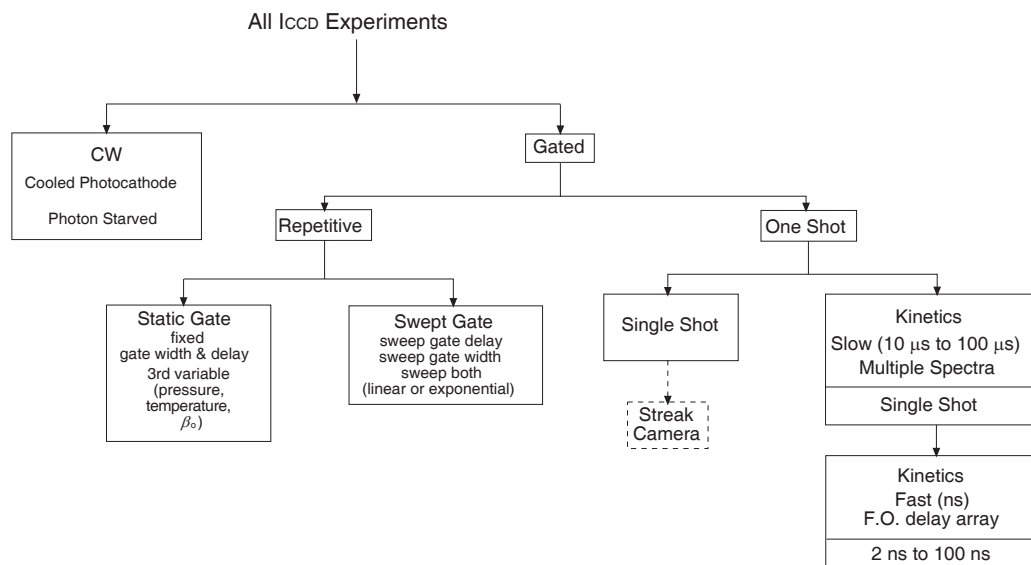 All ICCD Experiments
CW
Cooled Photocathode
Photon Starved
Gated
Repetitive
One Shot
Static Gate
fixed
gate width & delay
3rd variable
(pressure,
temperature,
β₀)
Swept Gate
sweep gate delay
sweep gate width
sweep both
(linear or exponential)
Single Shot
Streak
Camera
Kinetics
Slow (10 μs to 100 μs)
Multiple Spectra
Single Shot
Kinetics
Fast (ns)
F.O. delay array
2 ns to 100 ns